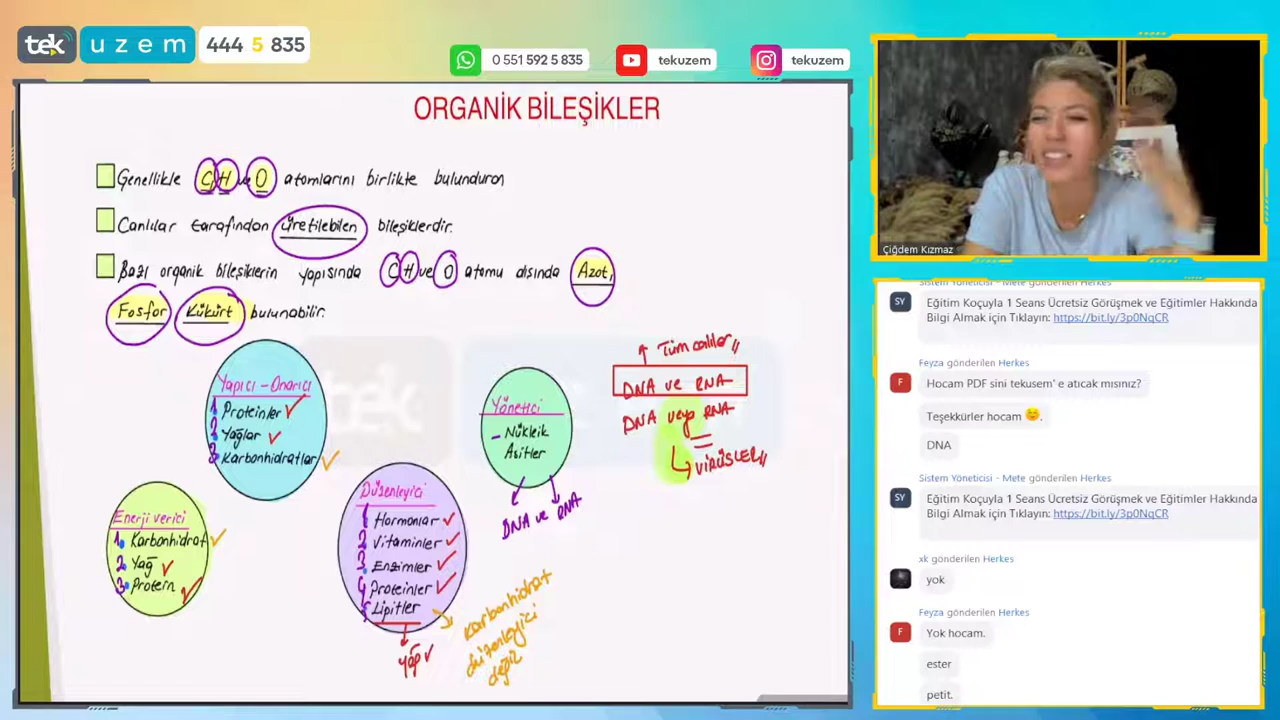 tek uzem 444 5 835
0 551 592 5 835 tekuzem tekuzem
ORGANİK BİLEŞİKLER
Genellikle C H ve O atomlarını birlikte bulunduran
Canlılar tarafından üretilebilen bileşiklerdir.
Bazı organik bileşiklerin yapısında C H ve O atomu dışında Azot,
Fosfor Kükürt bulunabilir.
Yapıcı - Onarıcı
1 Proteinler
2 Yağlar
3 Karbonhidratlar
Enerji verici
1. Karbonhidrat
2. Yağ
3. Protein
Düzenleyici
1 Hormonlar
2 Vitaminler
3 Enzimler
4 Proteinler
5 Lipitler
Yağ
karbonhidrat
düzenleyici
değil
Yönetici
- Nükleik
Asitler
DNA ve RNA
DNA ve RNA
DNA veya RNA
VİRÜSLER
Çiğdem Kızmaz
Sistem Yöneticisi - Mete gönderilen Herkes
SY
Eğitim Koçuyla 1 Seans Ücretsiz Görüşmek ve Eğitimler Hakkında
Bilgi Almak için Tıklayın: https://bit.ly/3p0NqCR
Feyza gönderilen Herkes
F
Hocam PDF sini tekusem' e atıcak mısınız?
Teşekkürler hocam 😊.
DNA
Sistem Yöneticisi - Mete gönderilen Herkes
SY
Eğitim Koçuyla 1 Seans Ücretsiz Görüşmek ve Eğitimler Hakkında
Bilgi Almak için Tıklayın: https://bit.ly/3p0NqCR
xk gönderilen Herkes
yok
Feyza gönderilen Herkes
F
Yok hocam.
ester
petit.